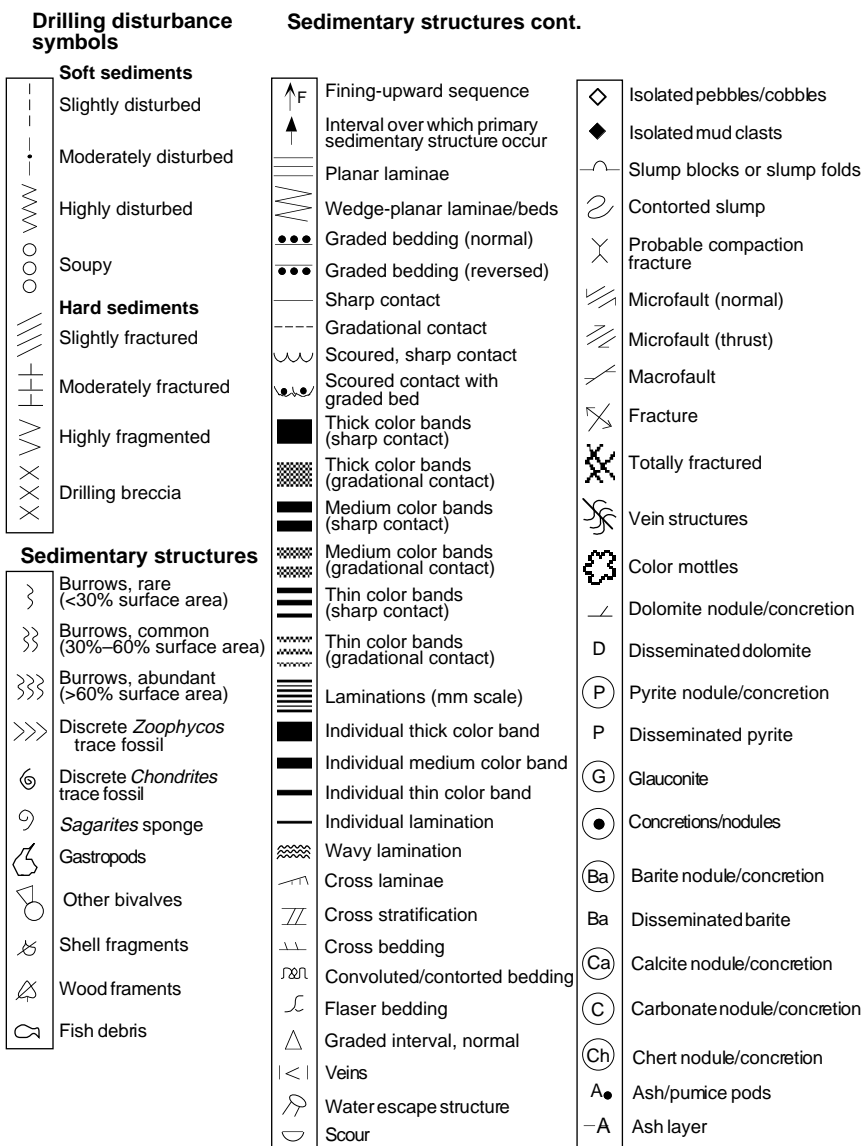 Drilling disturbance
symbols
Soft sediments
Slightly disturbed
Moderately disturbed
Highly disturbed
Soupy
Hard sediments
Slightly fractured
Moderately fractured
Highly fragmented
Drilling breccia
Sedimentary structures
Burrows, rare
(<30% surface area)
Burrows, common
(30%–60% surface area)
Burrows, abundant
(>60% surface area)
Discrete Zoophycos
trace fossil
Discrete Chondrites
trace fossil
Sagarites sponge
Gastropods
Other bivalves
Shell fragments
Wood framents
Fish debris
Sedimentary structures cont.
F Fining-upward sequence
Interval over which primary
sedimentary structure occur
Planar laminae
Wedge-planar laminae/beds
Graded bedding (normal)
Graded bedding (reversed)
Sharp contact
Gradational contact
Scoured, sharp contact
Scoured contact with
graded bed
Thick color bands
(sharp contact)
Thick color bands
(gradational contact)
Medium color bands
(sharp contact)
Medium color bands
(gradational contact)
Thin color bands
(sharp contact)
Thin color bands
(gradational contact)
Laminations (mm scale)
Individual thick color band
Individual medium color band
Individual thin color band
Individual lamination
Wavy lamination
Cross laminae
Cross stratification
Cross bedding
Convoluted/contorted bedding
Flaser bedding
Graded interval, normal
Veins
Water escape structure
Scour
Isolated pebbles/cobbles
Isolated mud clasts
Slump blocks or slump folds
Contorted slump
Probable compaction
fracture
Microfault (normal)
Microfault (thrust)
Macrofault
Fracture
Totally fractured
Vein structures
Color mottles
Dolomite nodule/concretion
D Disseminated dolomite
P Pyrite nodule/concretion
P Disseminated pyrite
G Glauconite
Concretions/nodules
Ba Barite nodule/concretion
Ba Disseminated barite
Ca Calcite nodule/concretion
C Carbonate nodule/concretion
Ch Chert nodule/concretion
A Ash/pumice pods
A Ash layer